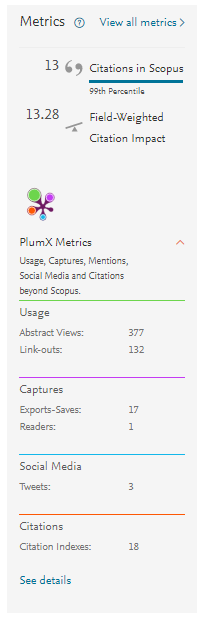 Metrics ? View all metrics >
13 Citations in Scopus
99th Percentile
13.28 Field-Weighted
Citation Impact
PlumX Metrics
Usage, Captures, Mentions,
Social Media and Citations
beyond Scopus.
Usage
Abstract Views: 377
Link-outs: 132
Captures
Exports-Saves: 17
Readers: 1
Social Media
Tweets: 3
Citations
Citation Indexes: 18
See details